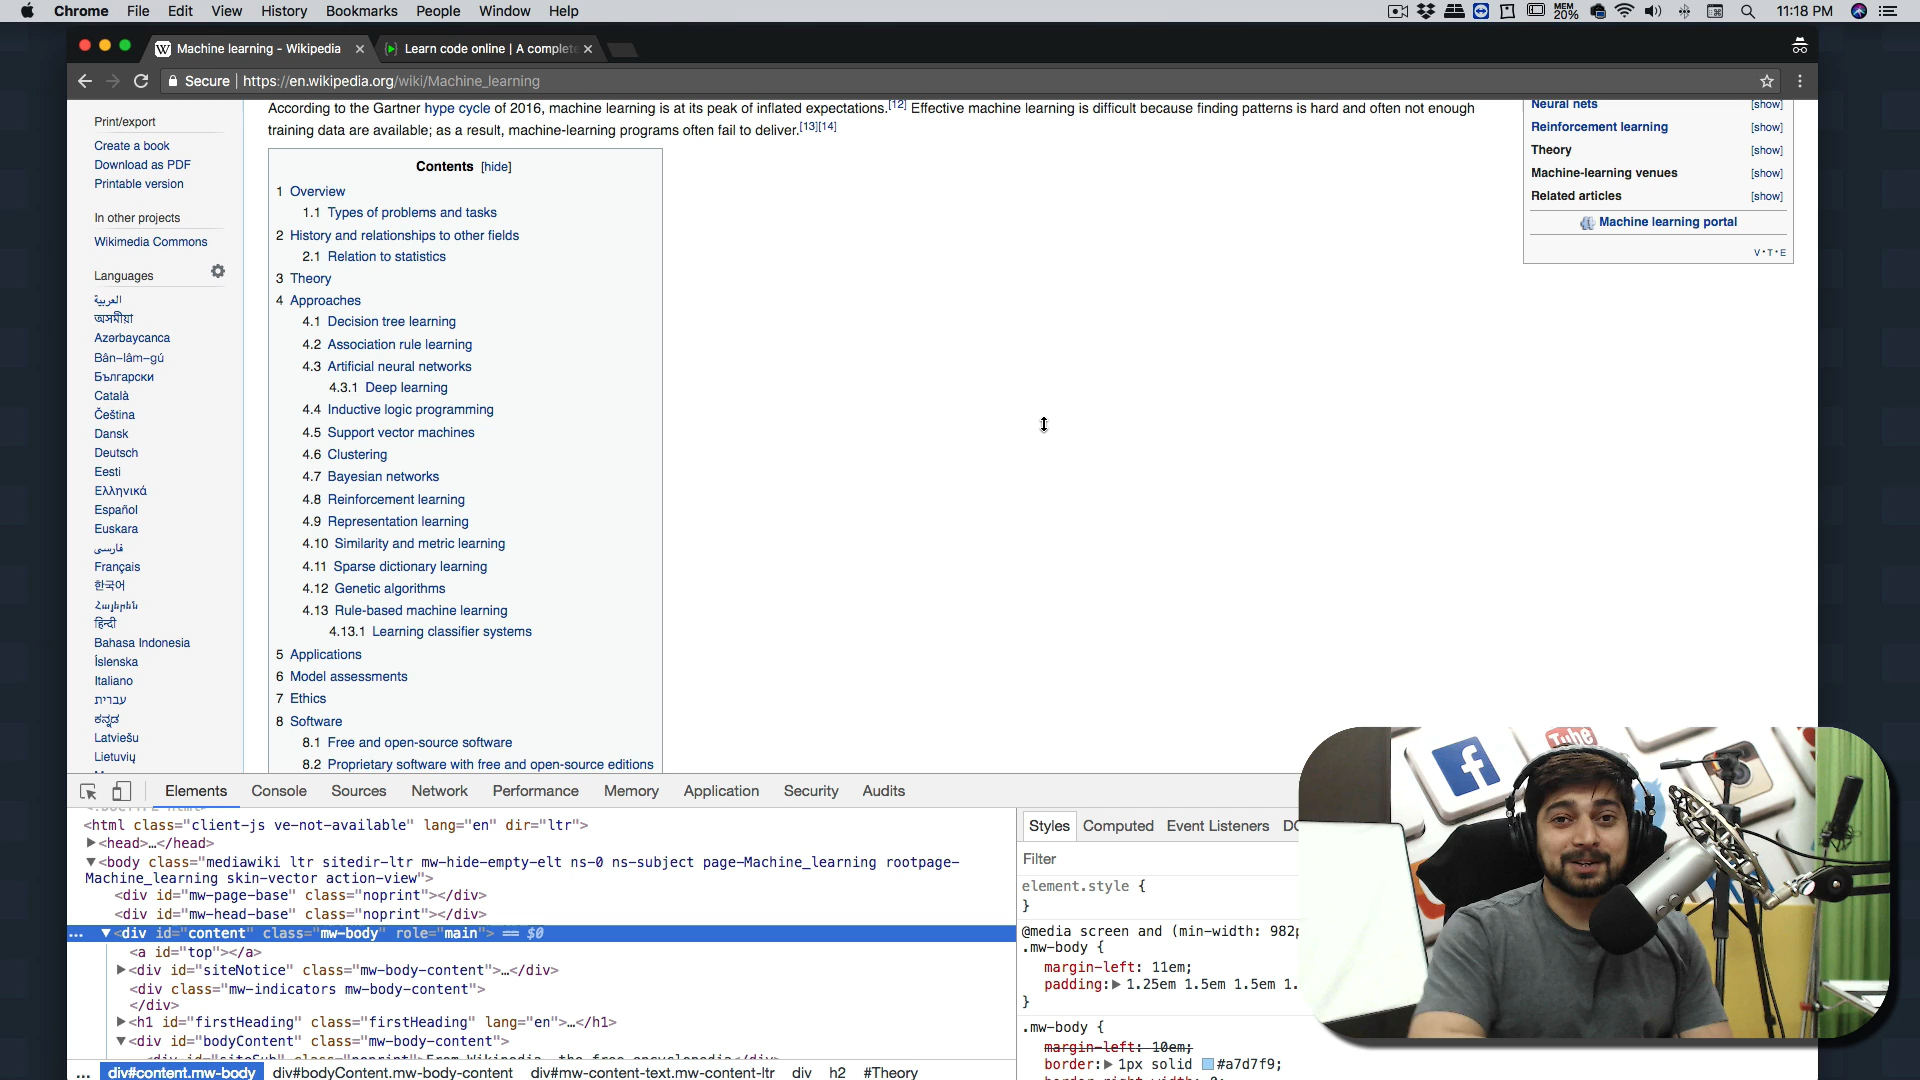 Chrome File Edit View History Bookmarks People Window Help
MEM 20% 11:18 PM
Machine learning - Wikipedia
Learn code online | A complete
Secure | https://en.wikipedia.org/wiki/Machine_learning
According to the Gartner hype cycle of 2016, machine learning is at its peak of inflated expectations.[12] Effective machine learning is difficult because finding patterns is hard and often not enough
training data are available; as a result, machine-learning programs often fail to deliver.[13][14]
Print/export
Create a book
Download as PDF
Printable version
In other projects
Wikimedia Commons
Languages
العربية
অসমীয়া
Azərbaycanca
Bân-lâm-gú
Български
Català
Čeština
Dansk
Deutsch
Eesti
Ελληνικά
Español
Euskara
فارسی
Français
한국어
Հայերեն
हिन्दी
Bahasa Indonesia
Íslenska
Italiano
עברית
ಕನ್ನಡ
Latviešu
Lietuvių
Contents [hide]
1 Overview
1.1 Types of problems and tasks
2 History and relationships to other fields
2.1 Relation to statistics
3 Theory
4 Approaches
4.1 Decision tree learning
4.2 Association rule learning
4.3 Artificial neural networks
4.3.1 Deep learning
4.4 Inductive logic programming
4.5 Support vector machines
4.6 Clustering
4.7 Bayesian networks
4.8 Reinforcement learning
4.9 Representation learning
4.10 Similarity and metric learning
4.11 Sparse dictionary learning
4.12 Genetic algorithms
4.13 Rule-based machine learning
4.13.1 Learning classifier systems
5 Applications
6 Model assessments
7 Ethics
8 Software
8.1 Free and open-source software
8.2 Proprietary software with free and open-source editions
Neural nets [show]
Reinforcement learning [show]
Theory [show]
Machine-learning venues [show]
Related articles [show]
Machine learning portal
V·T·E
Elements Console Sources Network Performance Memory Application Security Audits
<html class="client-js ve-not-available" lang="en" dir="ltr">
▶<head>…</head>
▼<body class="mediawiki ltr sitedir-ltr mw-hide-empty-elt ns-0 ns-subject page-Machine_learning rootpage-
Machine_learning skin-vector action-view">
<div id="mw-page-base" class="noprint"></div>
<div id="mw-head-base" class="noprint"></div>
… ▼<div id="content" class="mw-body" role="main"> == $0
<a id="top"></a>
▶<div id="siteNotice" class="mw-body-content">…</div>
<div class="mw-indicators mw-body-content">
</div>
▶<h1 id="firstHeading" class="firstHeading" lang="en">…</h1>
▼<div id="bodyContent" class="mw-body-content">
<div id="siteSub" class="noprint">From Wikipedia, the free encyclopedia</div>
… div#content.mw-body div#bodyContent.mw-body-content div#mw-content-text.mw-content-ltr div h2 #Theory
Styles Computed Event Listeners
Filter
element.style {
}
@media screen and (min-width: 982p
.mw-body {
margin-left: 11em;
padding:▶ 1.25em 1.5em 1.5em 1.
}
.mw-body {
margin-left: 10em;
border:▶ 1px solid #a7d7f9;
Tube